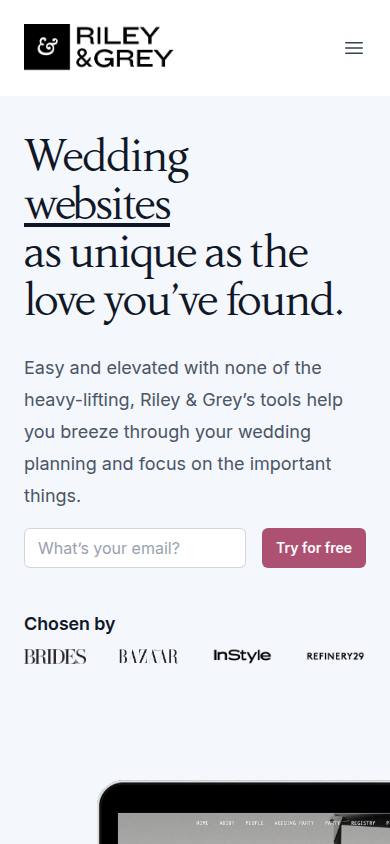 &
RILEY
&GREY
Wedding
websites
as unique as the
love you’ve found.
Easy and elevated with none of the
heavy-lifting, Riley & Grey’s tools help
you breeze through your wedding
planning and focus on the important
things.
What’s your email?
Try for free
Chosen by
BRIDES BAZAAR InStyle REFINERY29
HOME ABOUT PEOPLE WEDDING PARTY PARTY REGISTRY